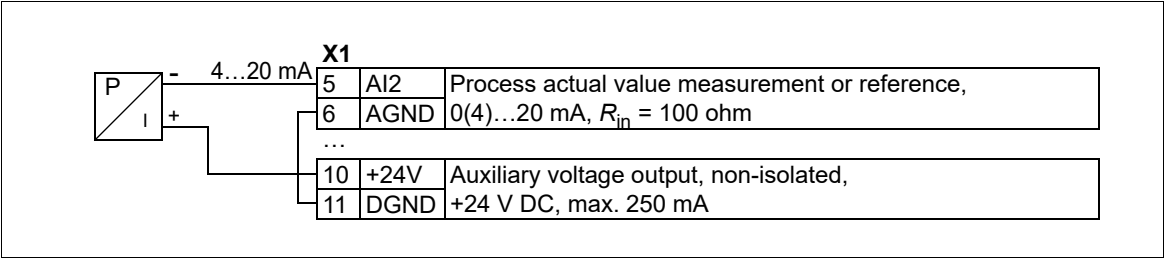 X1
P
I
-
+
4…20 mA
5 AI2 Process actual value measurement or reference,
6 AGND 0(4)…20 mA, Rin = 100 ohm
…
10 +24V Auxiliary voltage output, non-isolated,
11 DGND +24 V DC, max. 250 mA